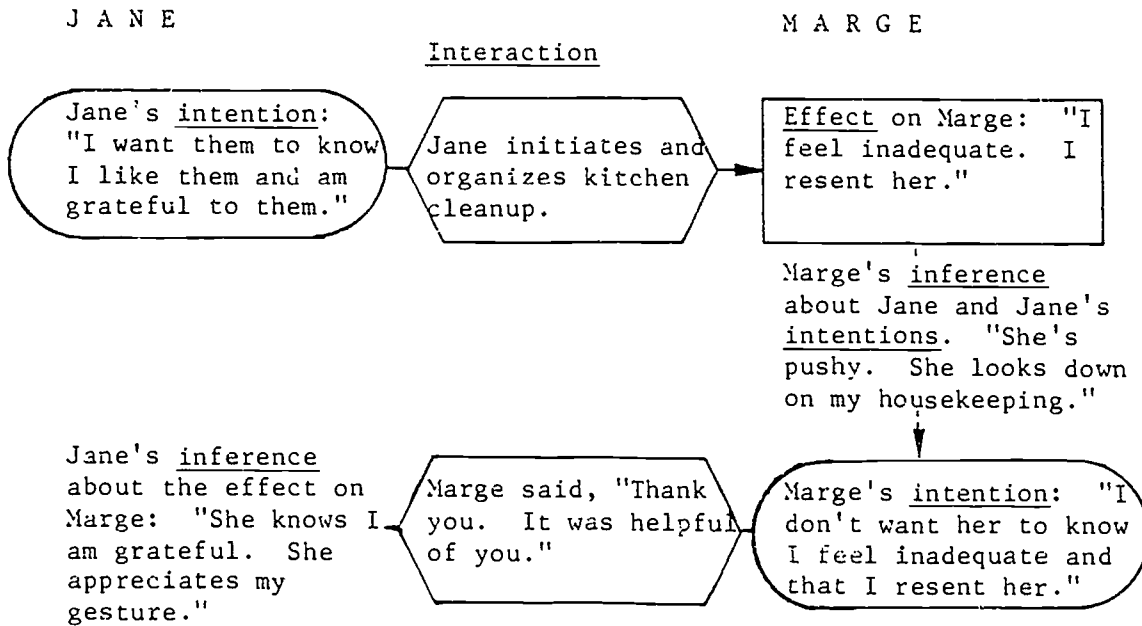 J A N E
M A R G E
Interaction
Jane's intention:
"I want them to know
I like them and am
grateful to them."
Jane initiates and
organizes kitchen
cleanup.
Effect on Marge: "I
feel inadequate. I
resent her."
Marge's inference
about Jane and Jane's
intentions. "She's
pushy. She looks down
on my housekeeping."
Marge's intention: "I
don't want her to know
I feel inadequate and
that I resent her."
Marge said, "Thank
you. It was helpful
of you."
Jane's inference
about the effect on
Marge: "She knows I
am grateful. She
appreciates my
gesture."